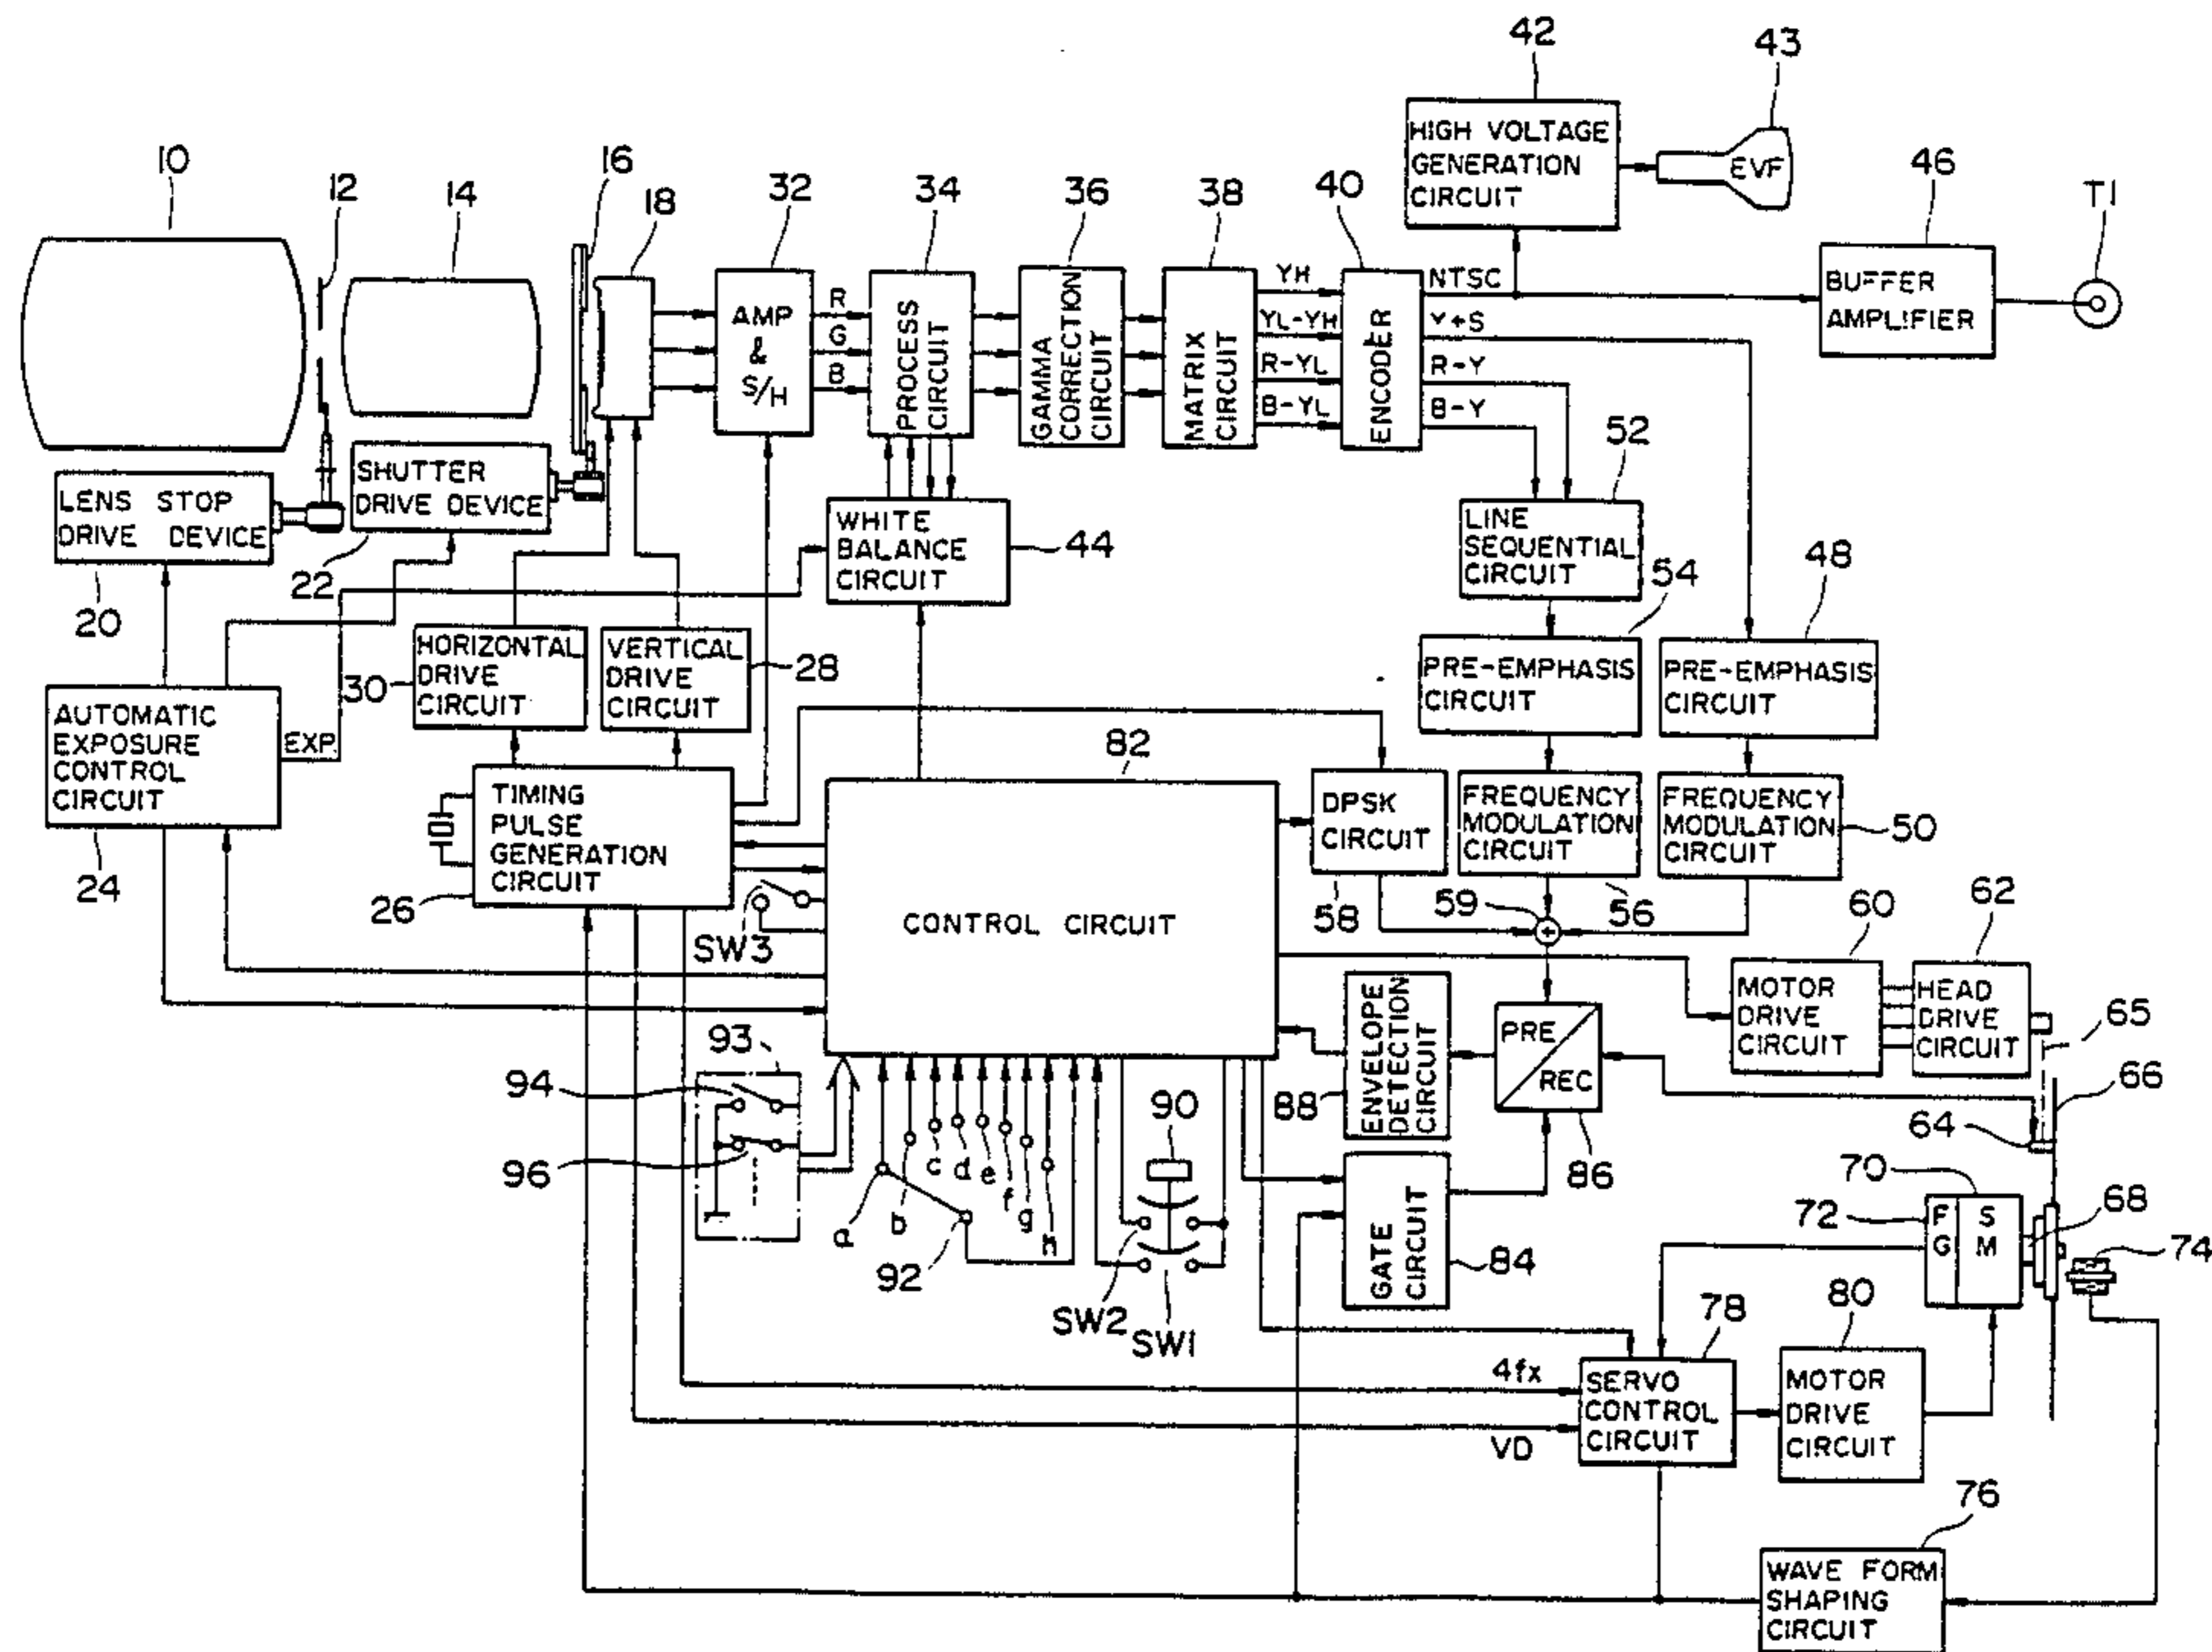 42
43
HIGH VOLTAGE
GENERATION
CIRCUIT
EVF
10
12
14
16
18
32
34
36
38
40
46
T1
AMP
&
S/H
R
G
B
PROCESS
CIRCUIT
GAMMA
CORRECTION
CIRCUIT
MATRIX
CIRCUIT
YH
YL-YH
R-YL
B-YL
ENCODER
NTSC
Y+S
R-Y
B-Y
BUFFER
AMPLIFIER
LENS STOP
DRIVE DEVICE
20
SHUTTER
DRIVE DEVICE
22
WHITE
BALANCE
CIRCUIT
44
52
LINE
SEQUENTIAL
CIRCUIT
54
48
HORIZONTAL
DRIVE
CIRCUIT
30
VERTICAL
DRIVE
CIRCUIT
28
PRE-EMPHASIS
CIRCUIT
PRE-EMPHASIS
CIRCUIT
AUTOMATIC
EXPOSURE
CONTROL
CIRCUIT
EXP.
24
TIMING
PULSE
GENERATION
CIRCUIT
26
82
CONTROL CIRCUIT
DPSK
CIRCUIT
58
FREQUENCY
MODULATION
CIRCUIT
56
FREQUENCY
MODULATION
CIRCUIT
50
59
+
SW3
60
62
MOTOR
DRIVE
CIRCUIT
HEAD
DRIVE
CIRCUIT
65
66
64
ENVELOPE
DETECTION
CIRCUIT
88
PRE
REC
86
93
94
96
a
b
c
d
e
f
g
h
92
90
SW2
SW1
GATE
CIRCUIT
84
70
72
F
G
S
M
68
74
78
80
4fx
VD
SERVO
CONTROL
CIRCUIT
MOTOR
DRIVE
CIRCUIT
76
WAVE FORM
SHAPING
CIRCUIT